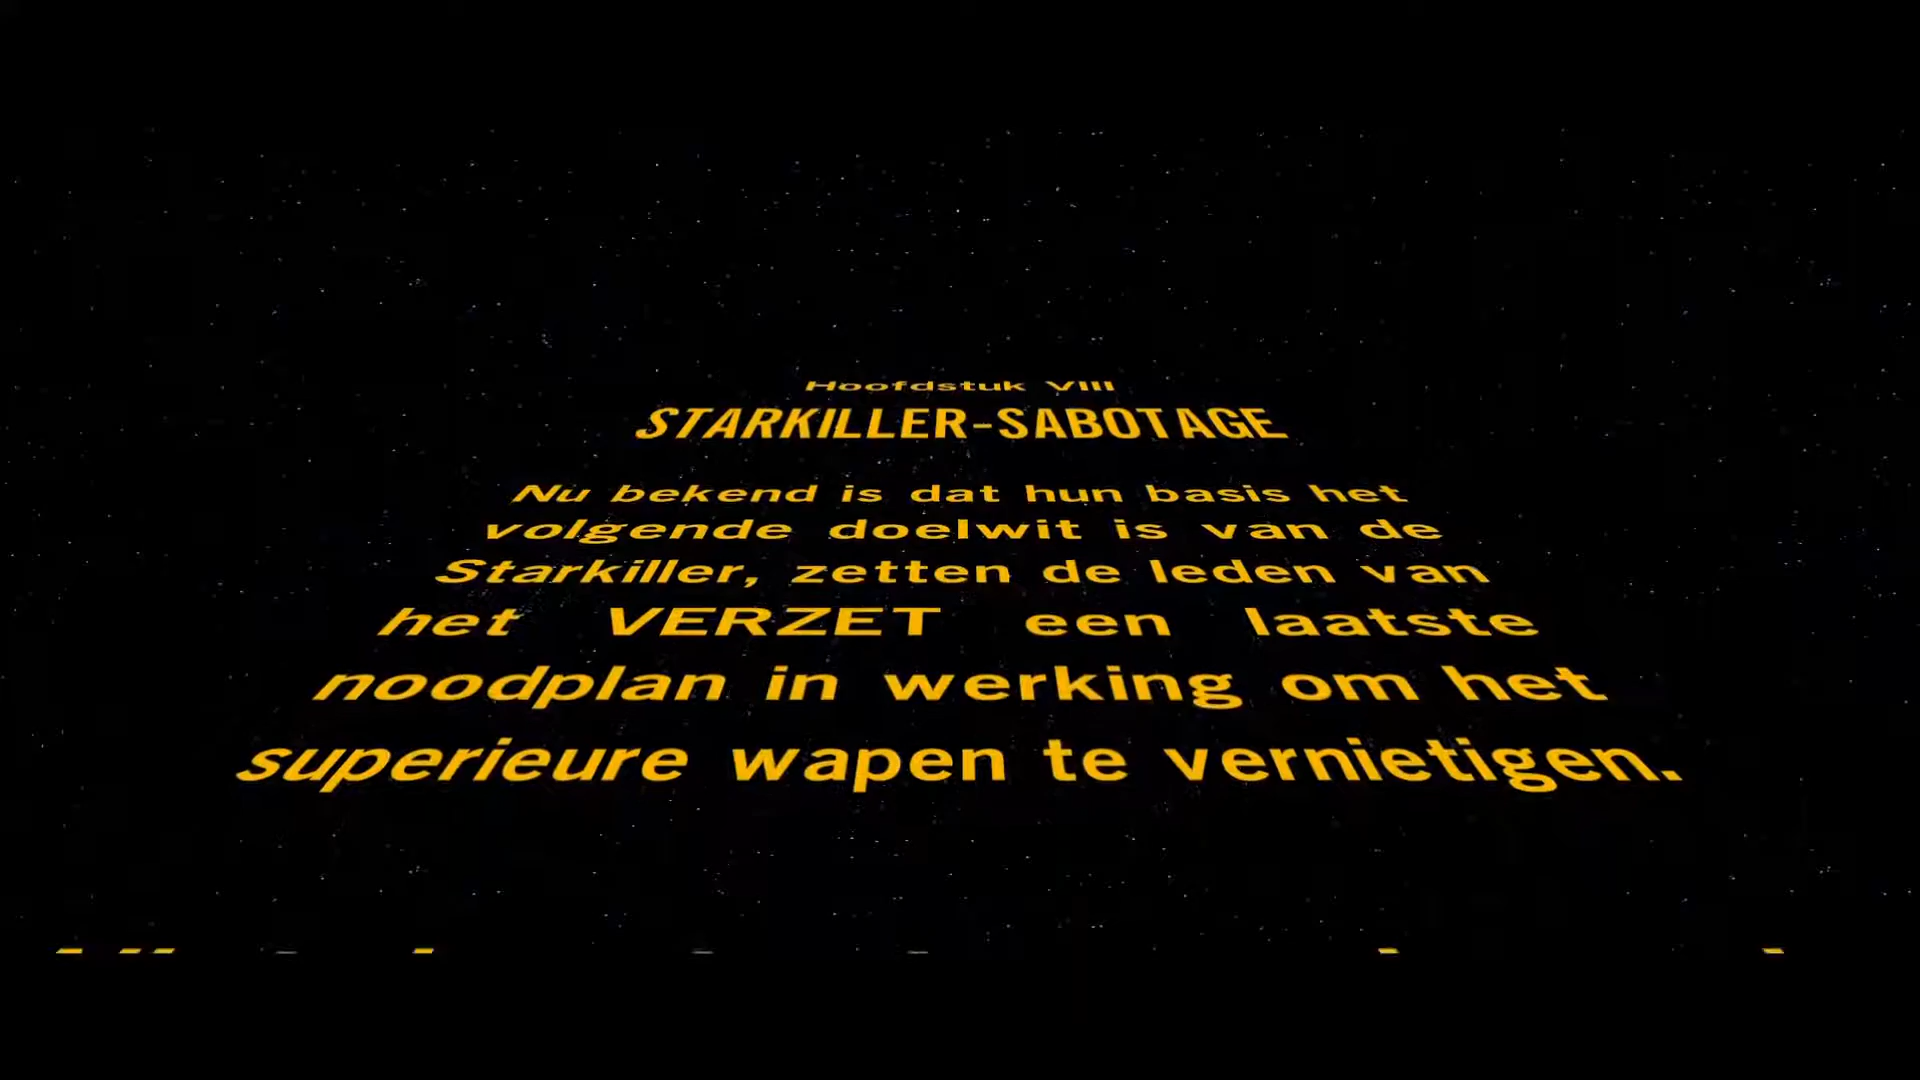 Hoofdstuk VIII
STARKILLER-SABOTAGE
Nu bekend is dat hun basis het
volgende doelwit is van de
Starkiller, zetten de leden van
het VERZET een laatste
noodplan in werking om het
superieure wapen te vernietigen.